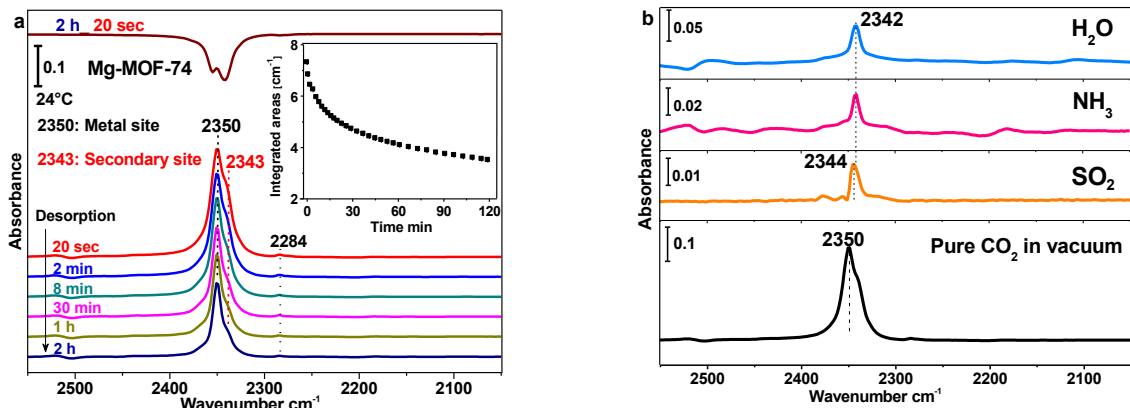 a
2 h_ 20 sec
0.1
Mg-MOF-74
24°C
2350: Metal site
2343: Secondary site
2350
2343
2284
Desorption
20 sec
2 min
8 min
30 min
1 h
2 h
Absorbance
2500
2400
2300
2200
2100
Wavenumber cm⁻¹
8
6
4
2
Integrated areas [cm⁻¹]
0
30
60
90
120
Time min
b
2342
0.05
H₂O
0.02
NH₃
2344
0.01
SO₂
2350
0.1
Pure CO₂ in vacuum
Absorbance
2500
2400
2300
2200
2100
Wavenumber cm⁻¹